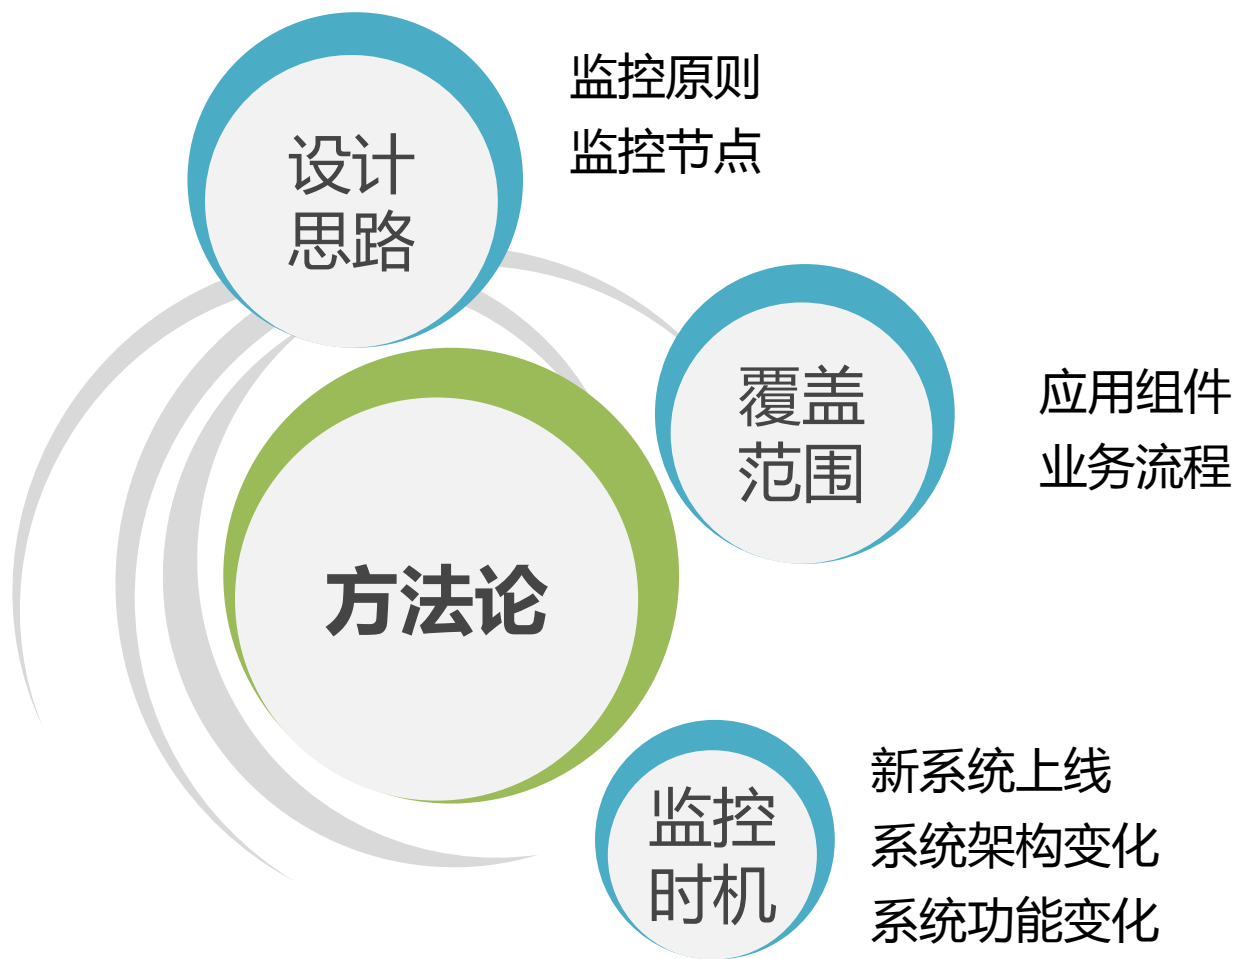 设计
思路
监控原则
监控节点
覆盖
范围
应用组件
业务流程
方法论
监控
时机
新系统上线
系统架构变化
系统功能变化